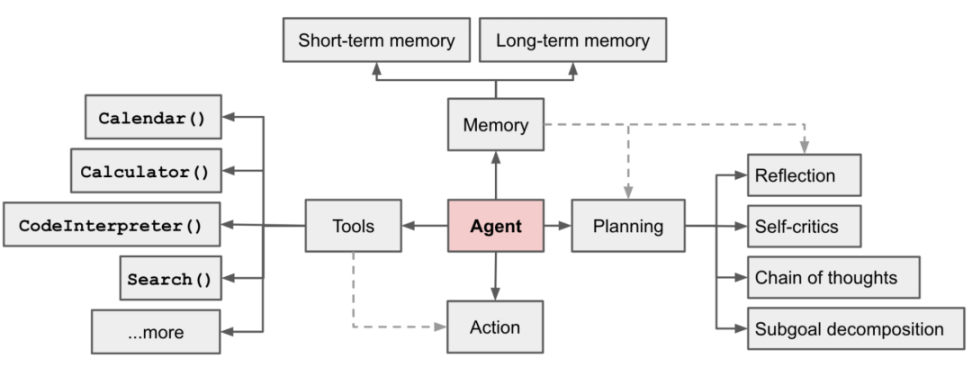 Short-term memory
Long-term memory
Calendar()
Memory
Calculator()
Reflection
CodeInterpreter()
Tools
Agent
Planning
Self-critics
Search()
Chain of thoughts
...more
Action
Subgoal decomposition